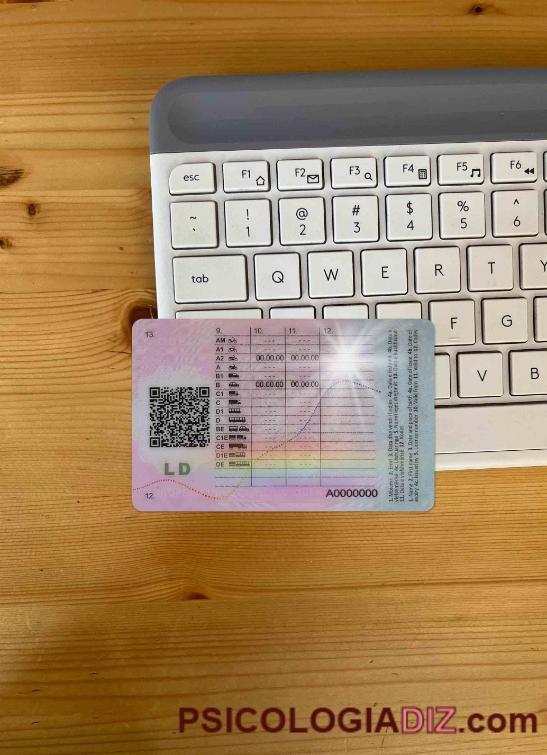 esc F1 F2 F3 F4 F5 F6
~ ! @ # $ % ^
` 1 2 3 4 5 6
tab Q W E R T Y
F G
V B
13. 9. 10. 11. 12.
AM --- ---
A1 --- ---
A2 00.00.00 00.00.00
A --- ---
B1 --- ---
B 00.00.00 00.00.00
C1
C
D1
D
BE
C1E
CE
D1E
DE
LD
12. A0000000
PSICOLOGIADIZ.com